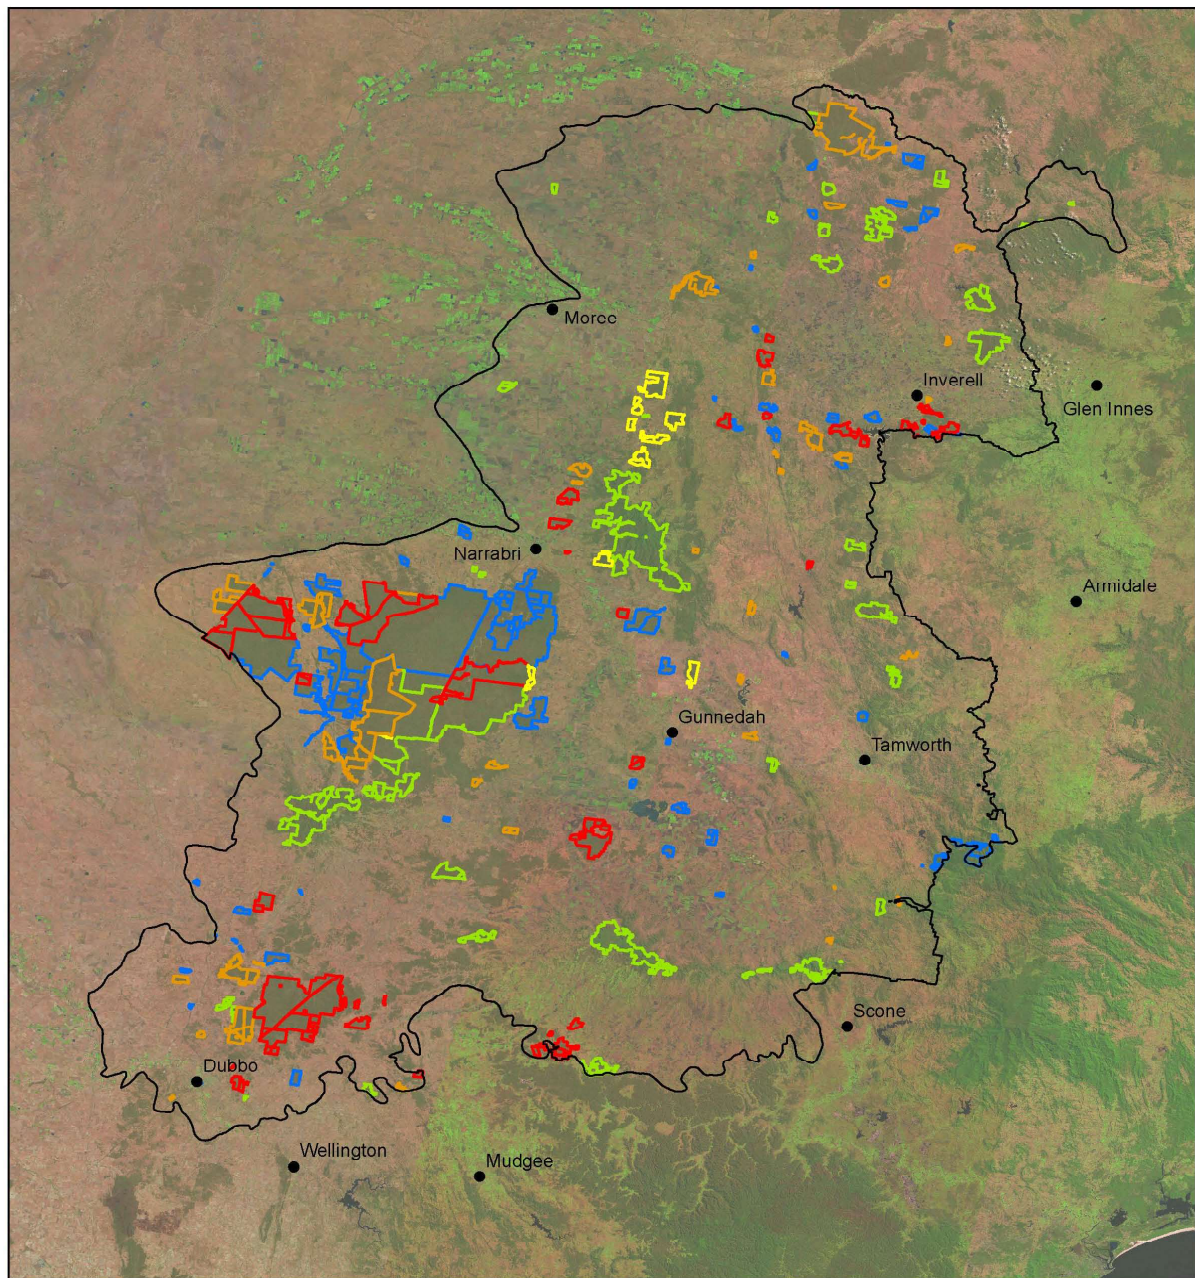 Moree
Inverell
Glen Innes
Narrabri
Armidale
Gunnedah
Tamworth
Scone
Dubbo
Wellington
Mudgee